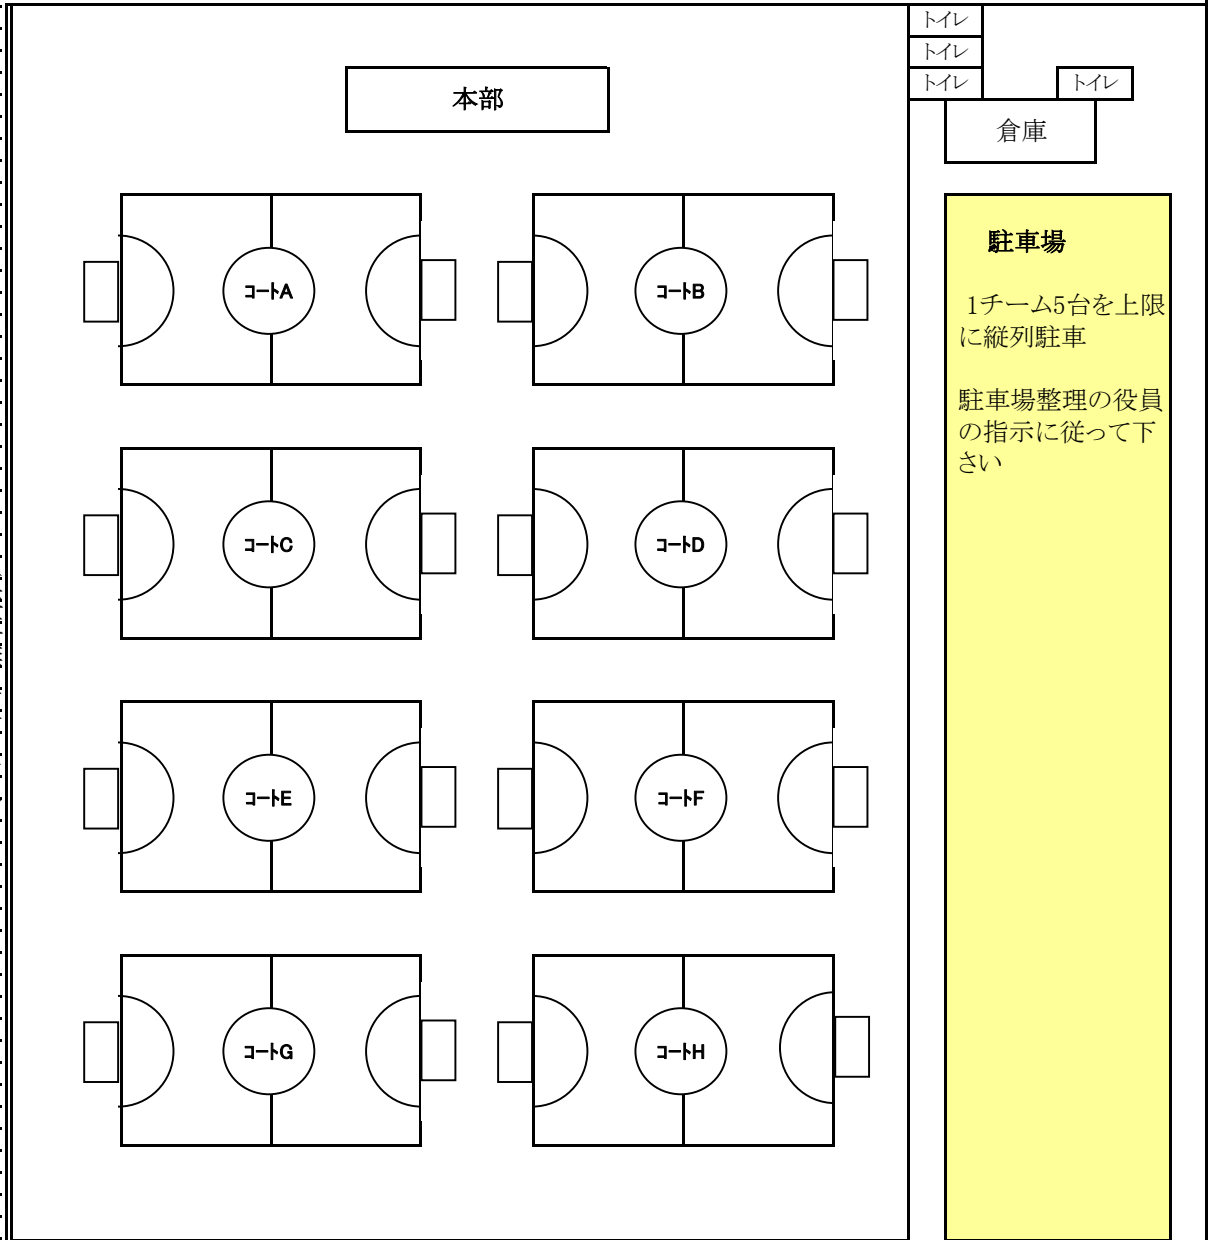 トイレ
トイレ
トイレ
トイレ
本部
倉庫
駐車場
1チーム5台を上限
に縦列駐車
駐車場整理の役員
の指示に従って下
さい
コートA
コートB
コートC
コートD
コートE
コートF
コートG
コートH